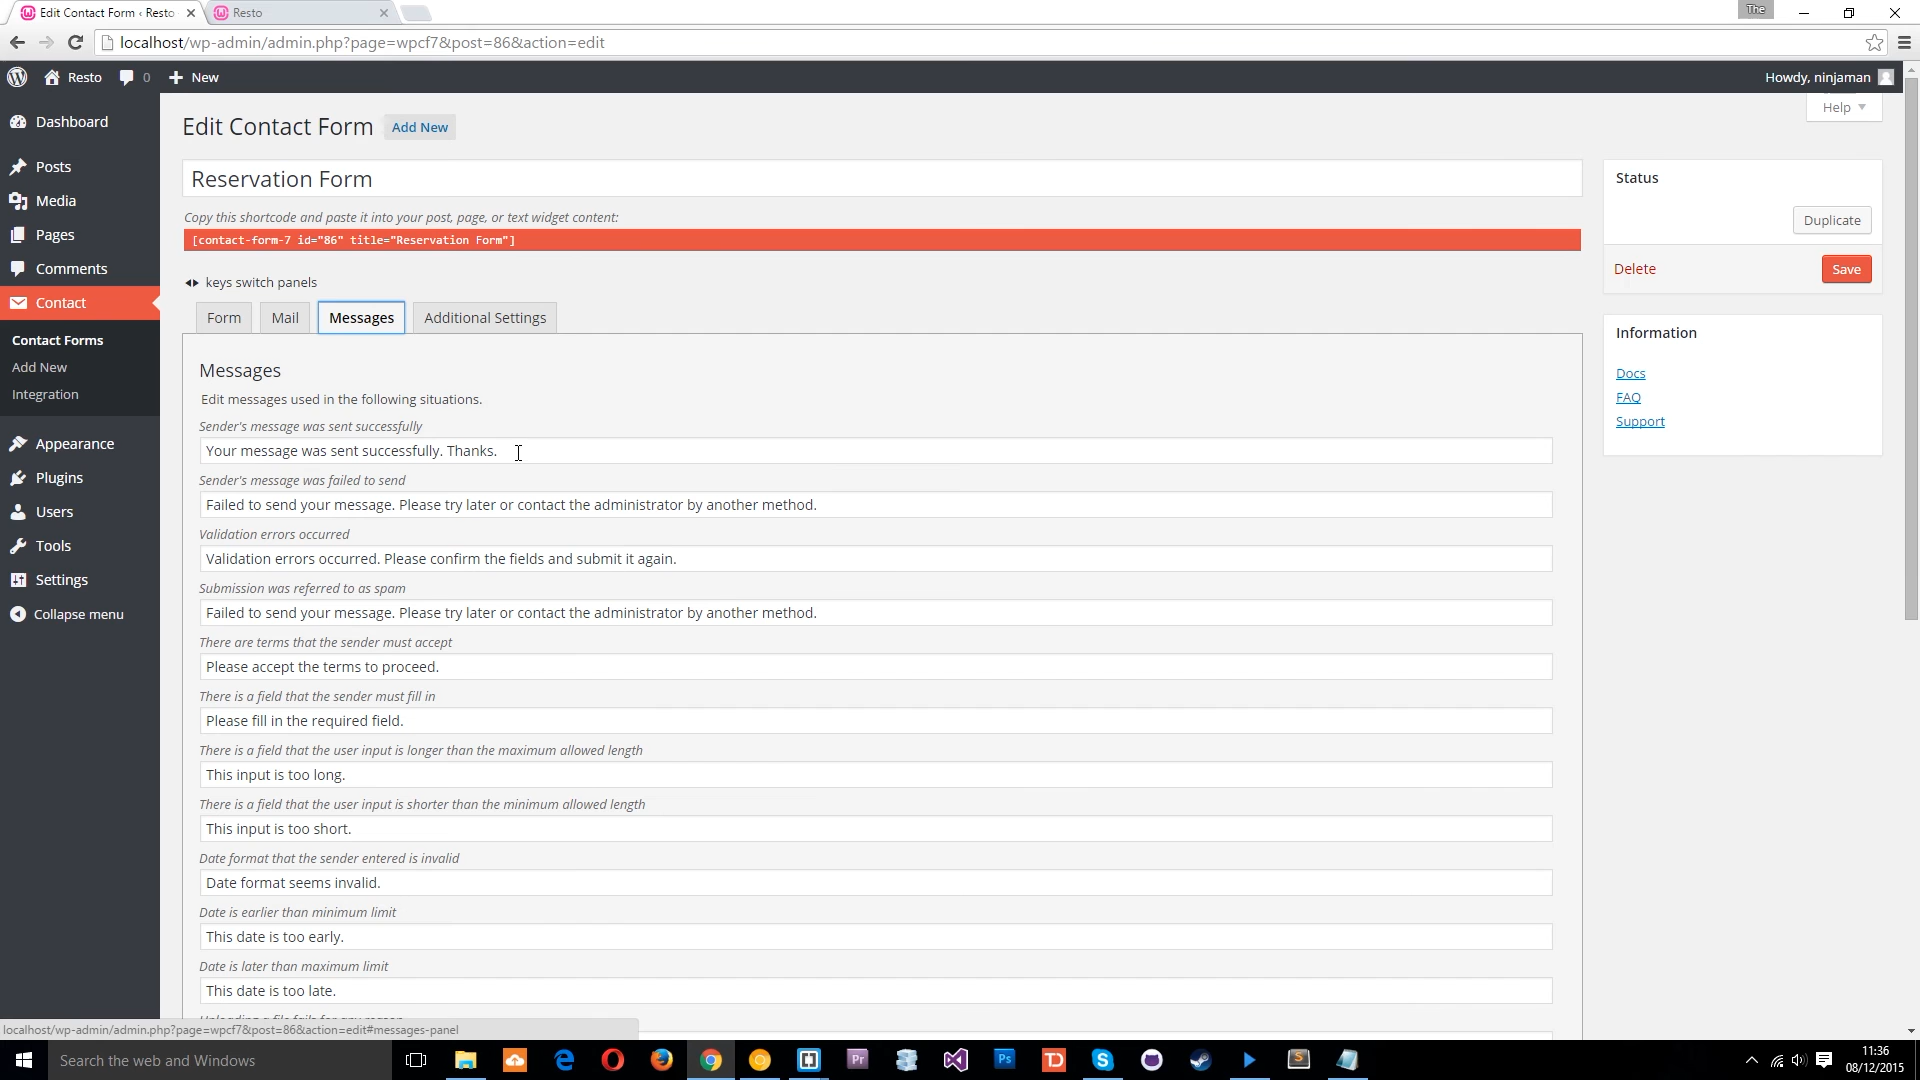 Edit Contact Form ‹ Resto
Resto
The
localhost/wp-admin/admin.php?page=wpcf7&post=86&action=edit
Resto
0
New
Howdy, ninjaman
Help
Dashboard
Posts
Media
Pages
Comments
Contact
Contact Forms
Add New
Integration
Appearance
Plugins
Users
Tools
Settings
Collapse menu
Edit Contact Form
Add New
Reservation Form
Copy this shortcode and paste it into your post, page, or text widget content:
[contact-form-7 id="86" title="Reservation Form"]
keys switch panels
Form
Mail
Messages
Additional Settings
Messages
Edit messages used in the following situations.
Sender's message was sent successfully
Your message was sent successfully. Thanks.
Sender's message was failed to send
Failed to send your message. Please try later or contact the administrator by another method.
Validation errors occurred
Validation errors occurred. Please confirm the fields and submit it again.
Submission was referred to as spam
Failed to send your message. Please try later or contact the administrator by another method.
There are terms that the sender must accept
Please accept the terms to proceed.
There is a field that the sender must fill in
Please fill in the required field.
There is a field that the user input is longer than the maximum allowed length
This input is too long.
There is a field that the user input is shorter than the minimum allowed length
This input is too short.
Date format that the sender entered is invalid
Date format seems invalid.
Date is earlier than minimum limit
This date is too early.
Date is later than maximum limit
This date is too late.
Uploading a file fails for any reason
Status
Duplicate
Delete
Save
Information
Docs
FAQ
Support
localhost/wp-admin/admin.php?page=wpcf7&post=86&action=edit#messages-panel
Search the web and Windows
Pr
Ps
TD
S
11:36
08/12/2015